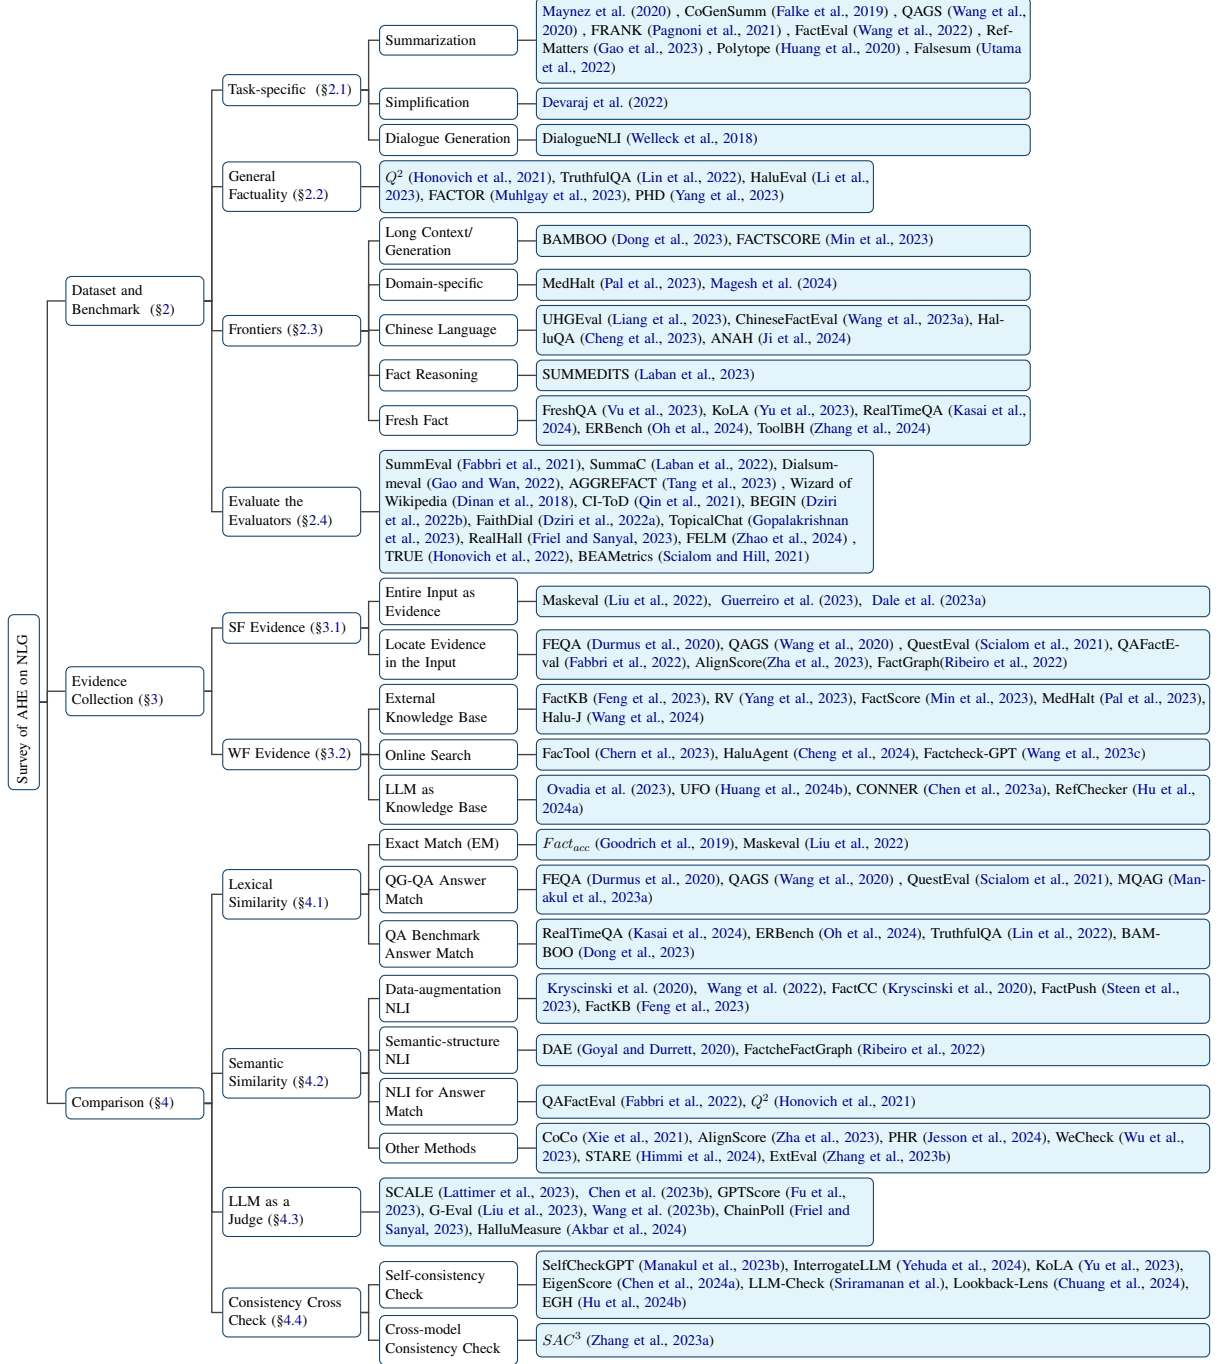 Survey of AHE on NLG
Dataset and
Benchmark (§2)
Task-specific (§2.1)
Summarization
Maynez et al. (2020) , CoGenSumm (Falke et al., 2019) , QAGS (Wang et al.,
2020) , FRANK (Pagnoni et al., 2021) , FactEval (Wang et al., 2022) , Ref-
Matters (Gao et al., 2023) , Polytope (Huang et al., 2020) , Falsesum (Utama
et al., 2022)
Simplification
Devaraj et al. (2022)
Dialogue Generation
DialogueNLI (Welleck et al., 2018)
General
Factuality (§2.2)
Q² (Honovich et al., 2021), TruthfulQA (Lin et al., 2022), HaluEval (Li et al.,
2023), FACTOR (Muhlgay et al., 2023), PHD (Yang et al., 2023)
Frontiers (§2.3)
Long Context/
Generation
BAMBOO (Dong et al., 2023), FACTSCORE (Min et al., 2023)
Domain-specific
MedHalt (Pal et al., 2023), Magesh et al. (2024)
Chinese Language
UHGEval (Liang et al., 2023), ChineseFactEval (Wang et al., 2023a), Hal-
luQA (Cheng et al., 2023), ANAH (Ji et al., 2024)
Fact Reasoning
SUMMEDITS (Laban et al., 2023)
Fresh Fact
FreshQA (Vu et al., 2023), KoLA (Yu et al., 2023), RealTimeQA (Kasai et al.,
2024), ERBench (Oh et al., 2024), ToolBH (Zhang et al., 2024)
Evaluate the
Evaluators (§2.4)
SummEval (Fabbri et al., 2021), SummaC (Laban et al., 2022), Dialsum-
meval (Gao and Wan, 2022), AGGREFACT (Tang et al., 2023) , Wizard of
Wikipedia (Dinan et al., 2018), CI-ToD (Qin et al., 2021), BEGIN (Dziri
et al., 2022b), FaithDial (Dziri et al., 2022a), TopicalChat (Gopalakrishnan
et al., 2023), RealHall (Friel and Sanyal, 2023), FELM (Zhao et al., 2024) ,
TRUE (Honovich et al., 2022), BEAMetrics (Scialom and Hill, 2021)
Evidence
Collection (§3)
SF Evidence (§3.1)
Entire Input as
Evidence
Maskeval (Liu et al., 2022), Guerreiro et al. (2023), Dale et al. (2023a)
Locate Evidence
in the Input
FEQA (Durmus et al., 2020), QAGS (Wang et al., 2020) , QuestEval (Scialom et al., 2021), QAFactE-
val (Fabbri et al., 2022), AlignScore(Zha et al., 2023), FactGraph(Ribeiro et al., 2022)
WF Evidence (§3.2)
External
Knowledge Base
FactKB (Feng et al., 2023), RV (Yang et al., 2023), FactScore (Min et al., 2023), MedHalt (Pal et al., 2023),
Halu-J (Wang et al., 2024)
Online Search
FacTool (Chern et al., 2023), HaluAgent (Cheng et al., 2024), Factcheck-GPT (Wang et al., 2023c)
LLM as
Knowledge Base
Ovadia et al. (2023), UFO (Huang et al., 2024b), CONNER (Chen et al., 2023a), RefChecker (Hu et al.,
2024a)
Comparison (§4)
Lexical
Similarity (§4.1)
Exact Match (EM)
Fact_acc (Goodrich et al., 2019), Maskeval (Liu et al., 2022)
QG-QA Answer
Match
FEQA (Durmus et al., 2020), QAGS (Wang et al., 2020) , QuestEval (Scialom et al., 2021), MQAG (Man-
akul et al., 2023a)
QA Benchmark
Answer Match
RealTimeQA (Kasai et al., 2024), ERBench (Oh et al., 2024), TruthfulQA (Lin et al., 2022), BAM-
BOO (Dong et al., 2023)
Semantic
Similarity (§4.2)
Data-augmentation
NLI
Kryscinski et al. (2020), Wang et al. (2022), FactCC (Kryscinski et al., 2020), FactPush (Steen et al.,
2023), FactKB (Feng et al., 2023)
Semantic-structure
NLI
DAE (Goyal and Durrett, 2020), FactcheFactGraph (Ribeiro et al., 2022)
NLI for Answer
Match
QAFactEval (Fabbri et al., 2022), Q² (Honovich et al., 2021)
Other Methods
CoCo (Xie et al., 2021), AlignScore (Zha et al., 2023), PHR (Jesson et al., 2024), WeCheck (Wu et al.,
2023), STARE (Himmi et al., 2024), ExtEval (Zhang et al., 2023b)
LLM as a
Judge (§4.3)
SCALE (Lattimer et al., 2023), Chen et al. (2023b), GPTScore (Fu et al.,
2023), G-Eval (Liu et al., 2023), Wang et al. (2023b), ChainPoll (Friel and
Sanyal, 2023), HalluMeasure (Akbar et al., 2024)
Consistency Cross
Check (§4.4)
Self-consistency
Check
SelfCheckGPT (Manakul et al., 2023b), InterrogateLLM (Yehuda et al., 2024), KoLA (Yu et al., 2023),
EigenScore (Chen et al., 2024a), LLM-Check (Sriramanan et al.), Lookback-Lens (Chuang et al., 2024),
EGH (Hu et al., 2024b)
Cross-model
Consistency Check
SAC³ (Zhang et al., 2023a)